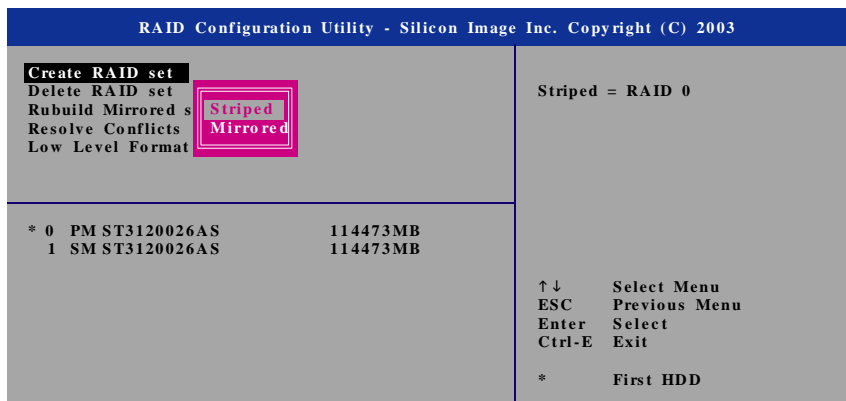 RAID Configuration Utility - Silicon Image Inc. Copyright (C) 2003
Create RAID set
Delete RAID set
Rubuild Mirrored s
Resolve Conflicts
Low Level Format
Striped
Mirrored
Striped = RAID 0
* 0 PM ST3120026AS 114473MB
1 SM ST3120026AS 114473MB
↑↓ Select Menu
ESC Previous Menu
Enter Select
Ctrl-E Exit
* First HDD